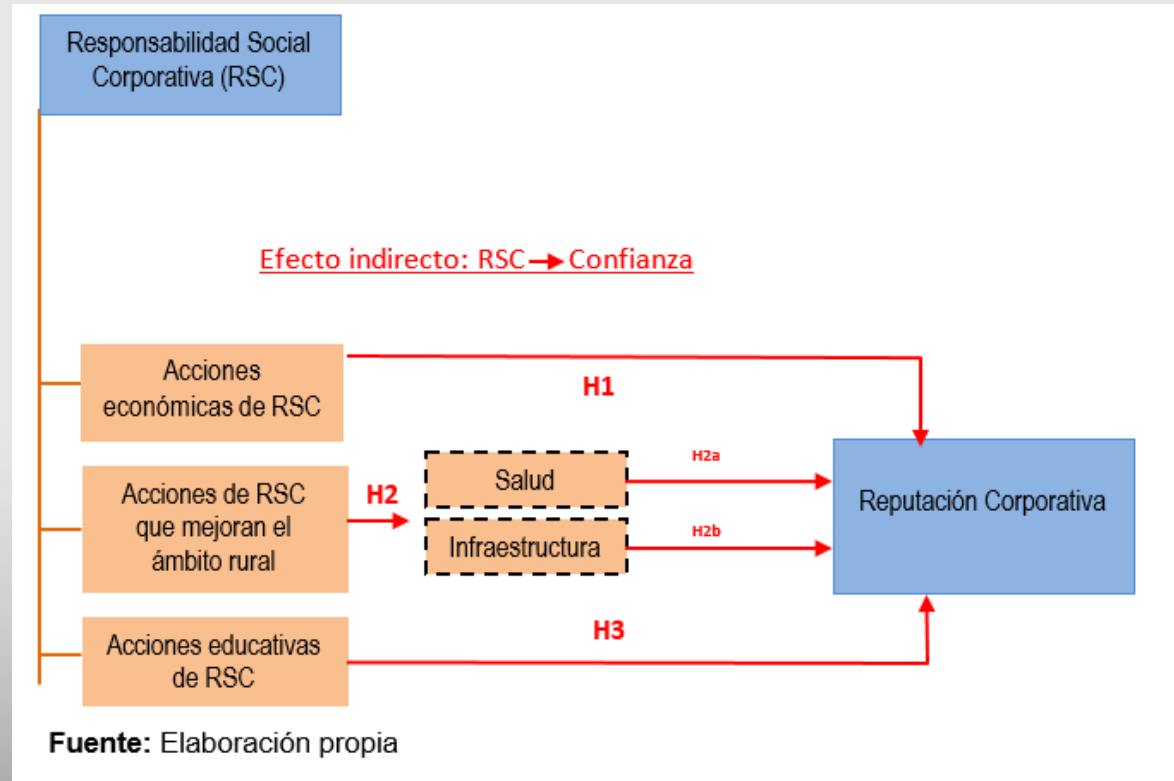 Responsabilidad Social
Corporativa (RSC)
Efecto indirecto: RSC → Confianza
Acciones
económicas de RSC
H1
Acciones de RSC
que mejoran el
ámbito rural
H2
Salud
H2a
Infraestructura
H2b
Reputación Corporativa
Acciones educativas
de RSC
H3
Fuente: Elaboración propia